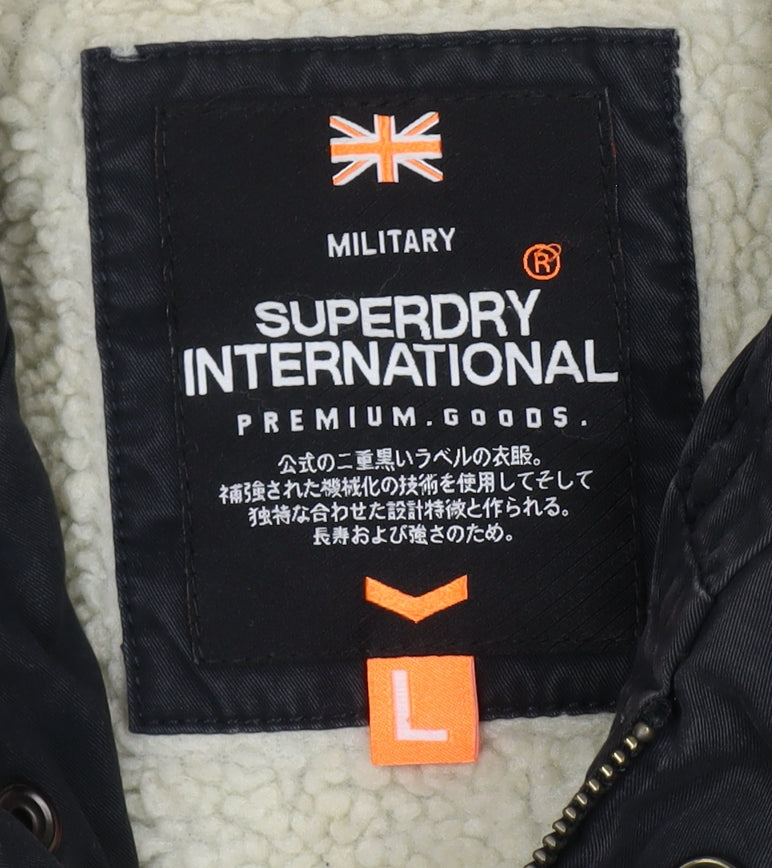 MILITARY
®
SUPERDRY
INTERNATIONAL
PREMIUM.GOODS.
公式の二重黒いラベルの衣服。
補強された機械化の技術を使用してそして
独特な合わせた設計特徴と作られる。
長寿および強さのため。
L